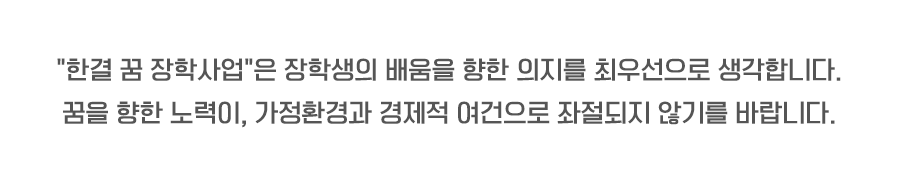 "한결 꿈 장학사업"은 장학생의 배움을 향한 의지를 최우선으로 생각합니다.
꿈을 향한 노력이, 가정환경과 경제적 여건으로 좌절되지 않기를 바랍니다.